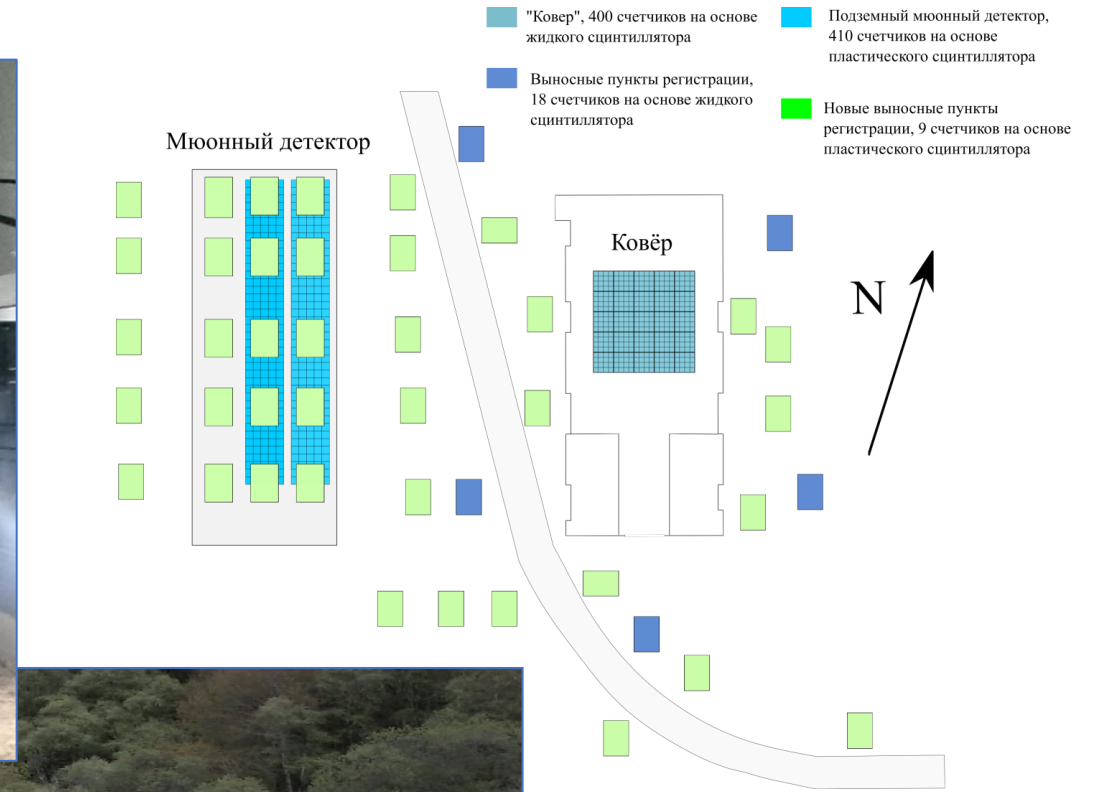 "Ковер", 400 счетчиков на основе
жидкого сцинтиллятора
Выносные пункты регистрации,
18 счетчиков на основе жидкого
сцинтиллятора
Подземный мюонный детектор,
410 счетчиков на основе
пластического сцинтиллятора
Новые выносные пункты
регистрации, 9 счетчиков на основе
пластического сцинтиллятора
Мюонный детектор
Ковёр
N